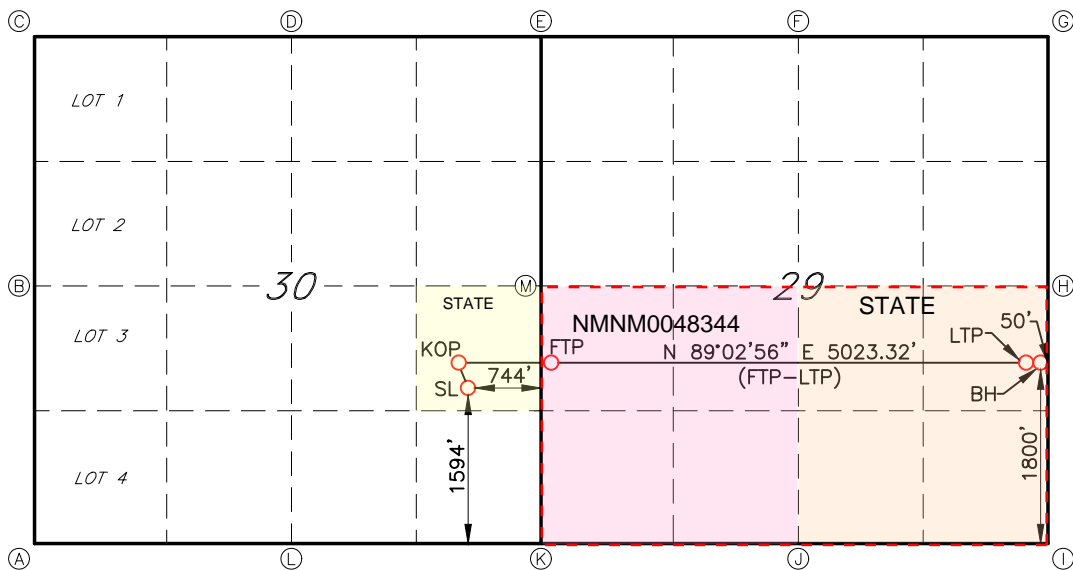 C D E F G
LOT 1
LOT 2
B 30 M 29 H
STATE STATE
LOT 3
NMNM0048344
KOP FTP LTP 50'
N 89°02'56" E 5023.32'
(FTP-LTP)
SL 744' BH
1594' 1800'
LOT 4
A L K J I